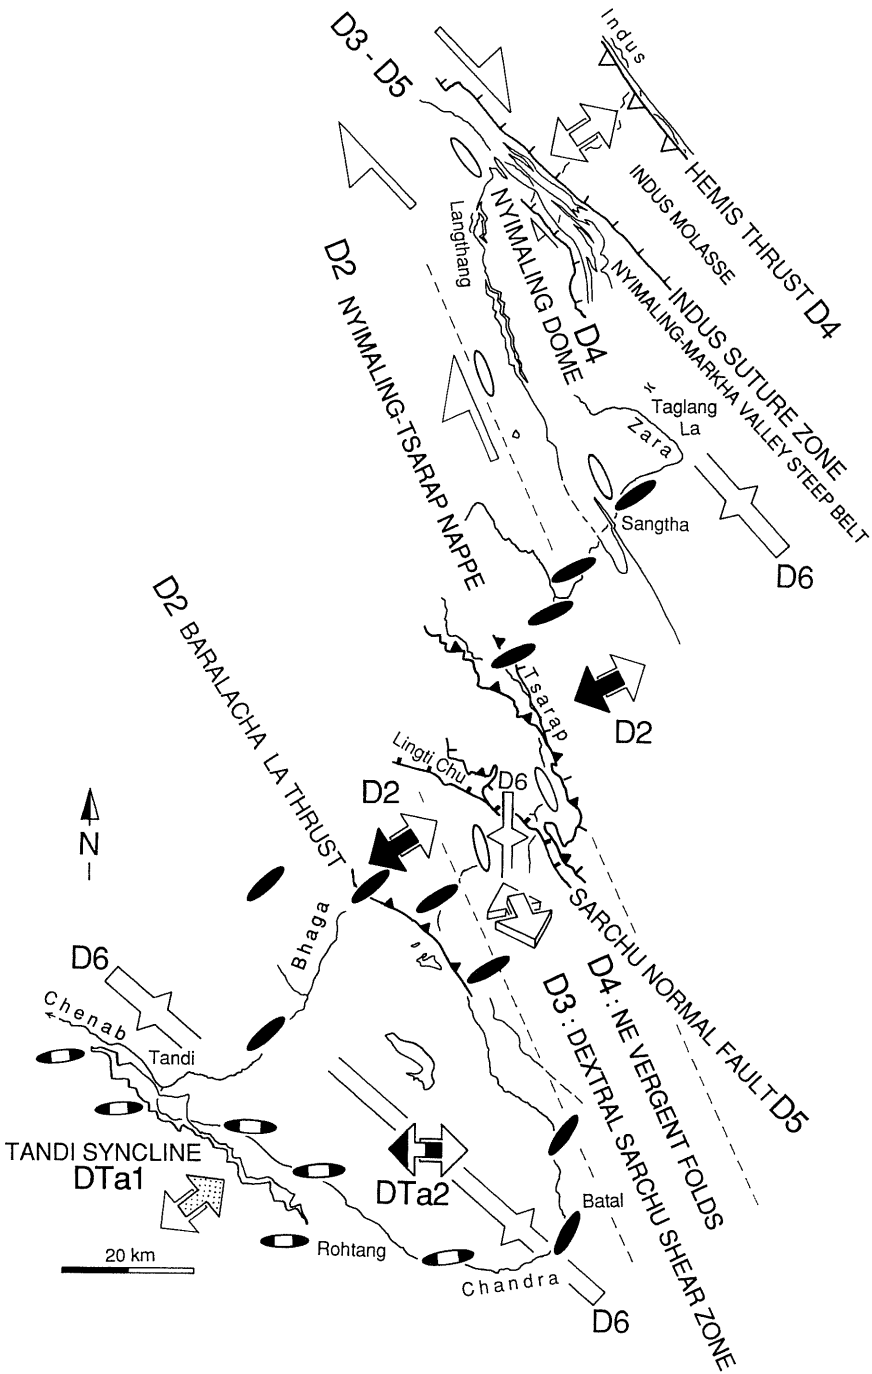 Indus
D3 - D5
HEMIS THRUST D4
INDUS MOLASSE
INDUS SUTURE ZONE
NYIMALING-MARKHA VALLEY STEEP BELT
Langthang
NYIMALING DOME
D4
D2 NYIMALING-TSARAP NAPPE
Taglang
La
Zara
Sangtha
D6
D2 BARALACHA LA THRUST
Tsarap
D2
Lingti Chu
D6
D2
N
Bhaga
SARCHU NORMAL FAULT D5
D4 : NE VERGENT FOLDS
D3 : DEXTRAL SARCHU SHEAR ZONE
D6
Chenab
Tandi
TANDI SYNCLINE
DTa1
DTa2
Batal
20 km
Rohtang
Chandra
D6